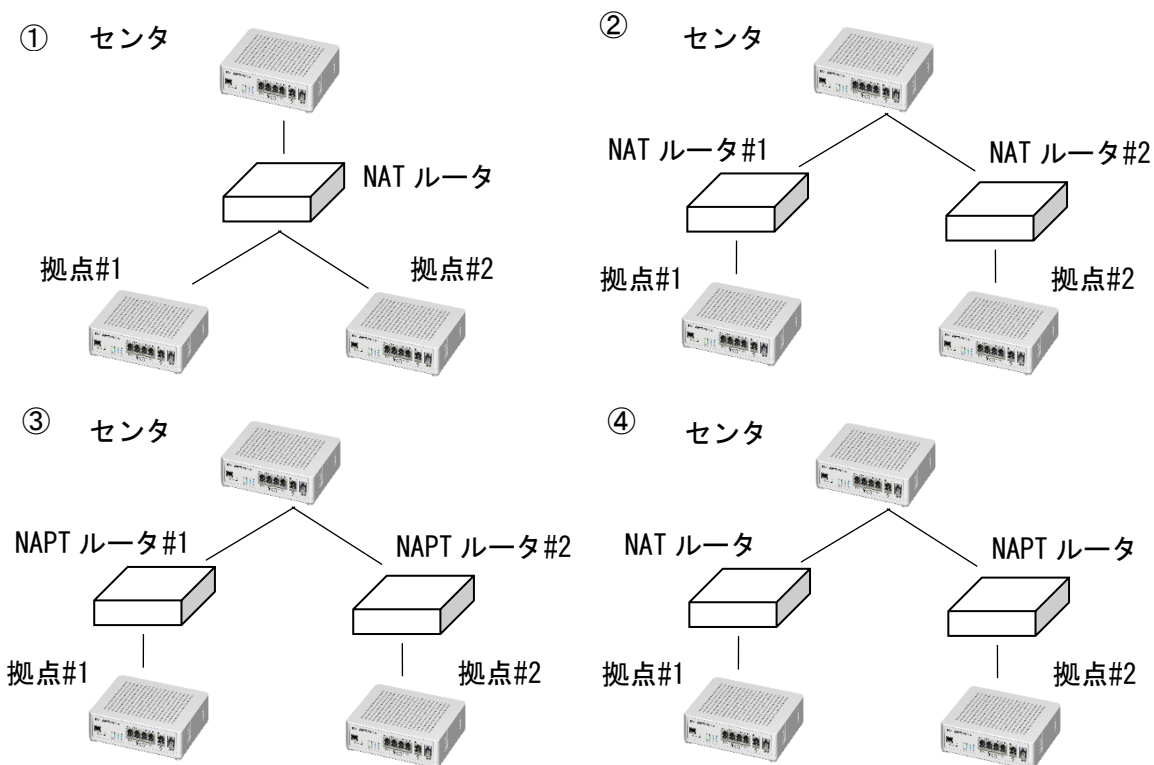 ① センタ
NAT ルータ
拠点#1
拠点#2
② センタ
NAT ルータ#1
NAT ルータ#2
拠点#1
拠点#2
③ センタ
NAPT ルータ#1
NAPT ルータ#2
拠点#1
拠点#2
④ センタ
NAT ルータ
NAPT ルータ
拠点#1
拠点#2